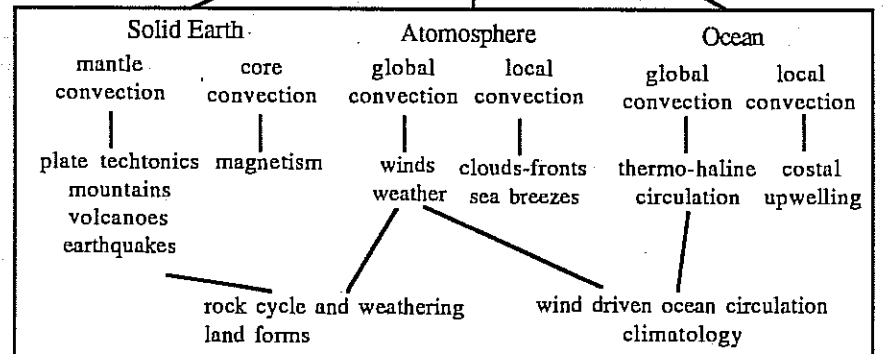 Solid Earth
Atomosphere
Ocean
mantle
convection
core
convection
global
convection
local
convection
global
convection
local
convection
plate techtonics
mountains
volcanoes
earthquakes
magnetism
winds
weather
clouds-fronts
sea breezes
thermo-haline
circulation
costal
upwelling
rock cycle and weathering
land forms
wind driven ocean circulation
climatology